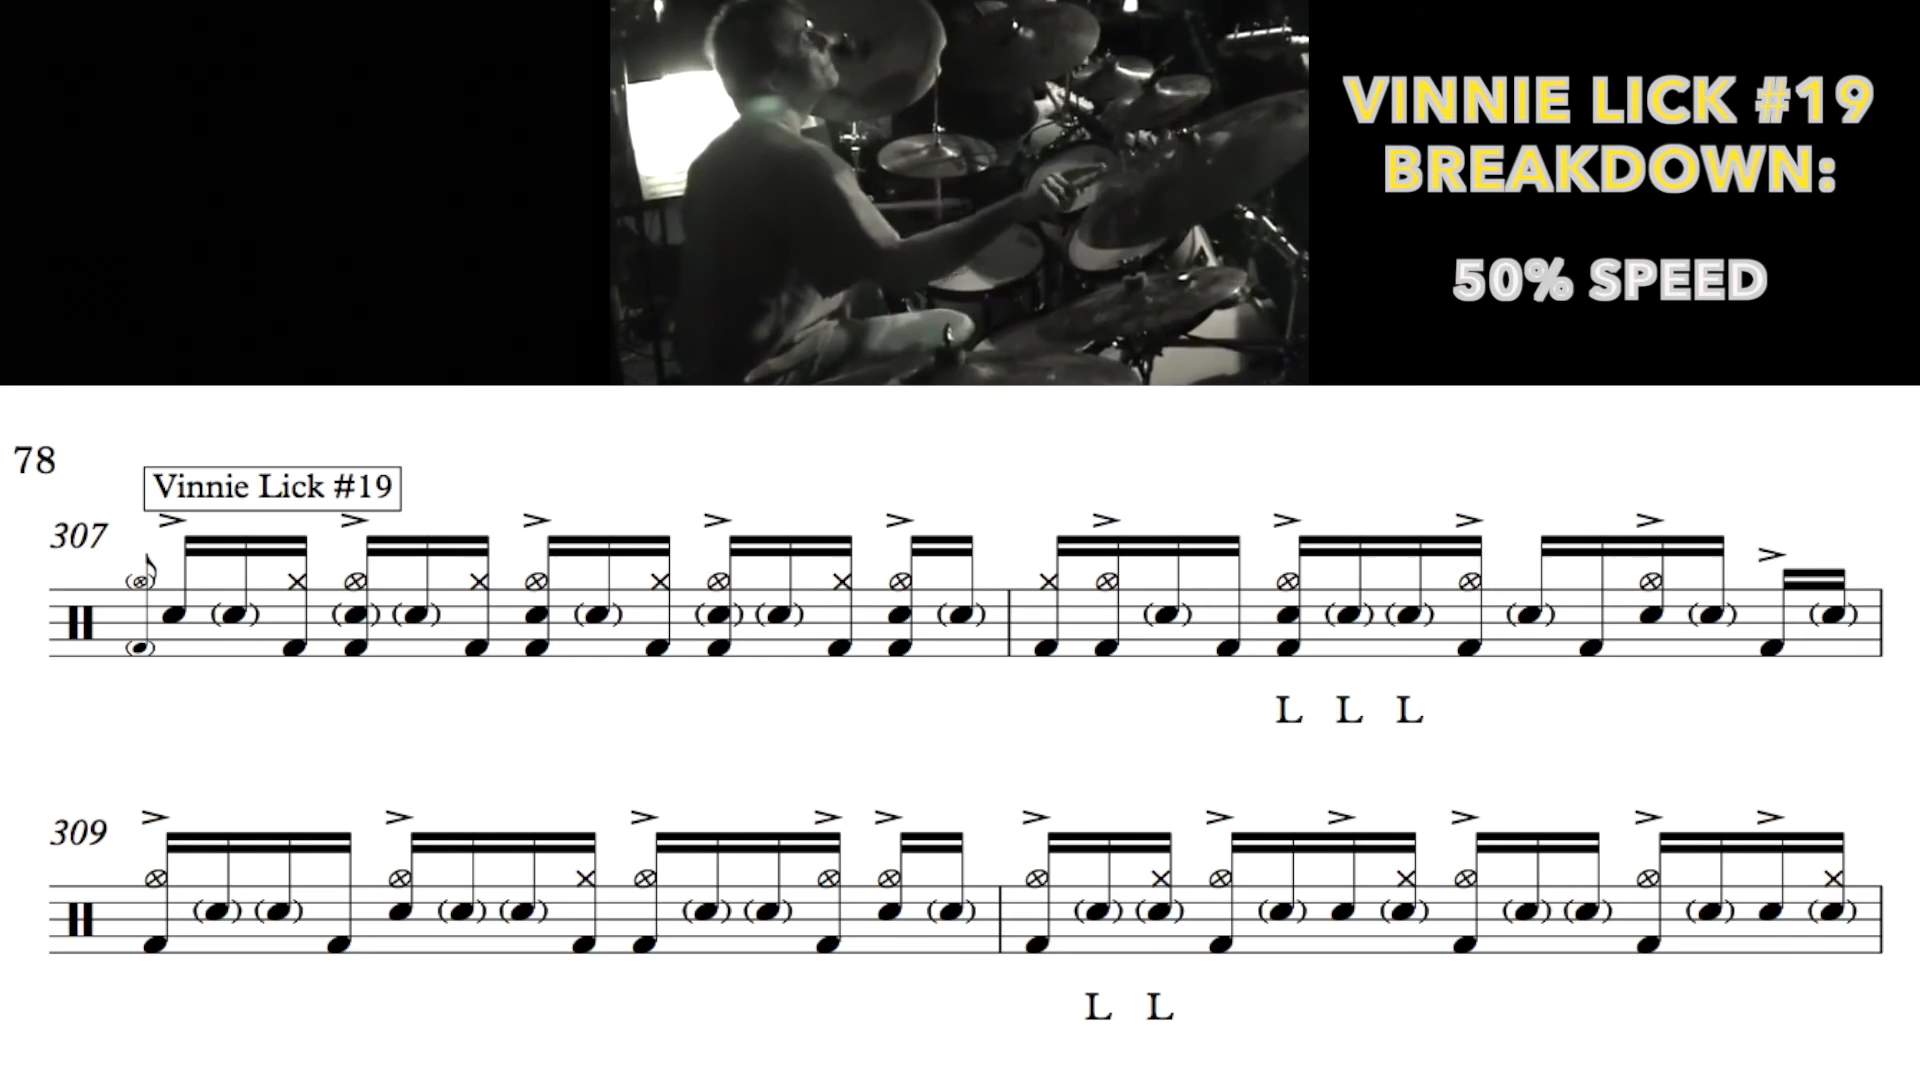 VINNIE LICK #19
BREAKDOWN:
50% SPEED
78
Vinnie Lick #19
307
L L L
309
L L